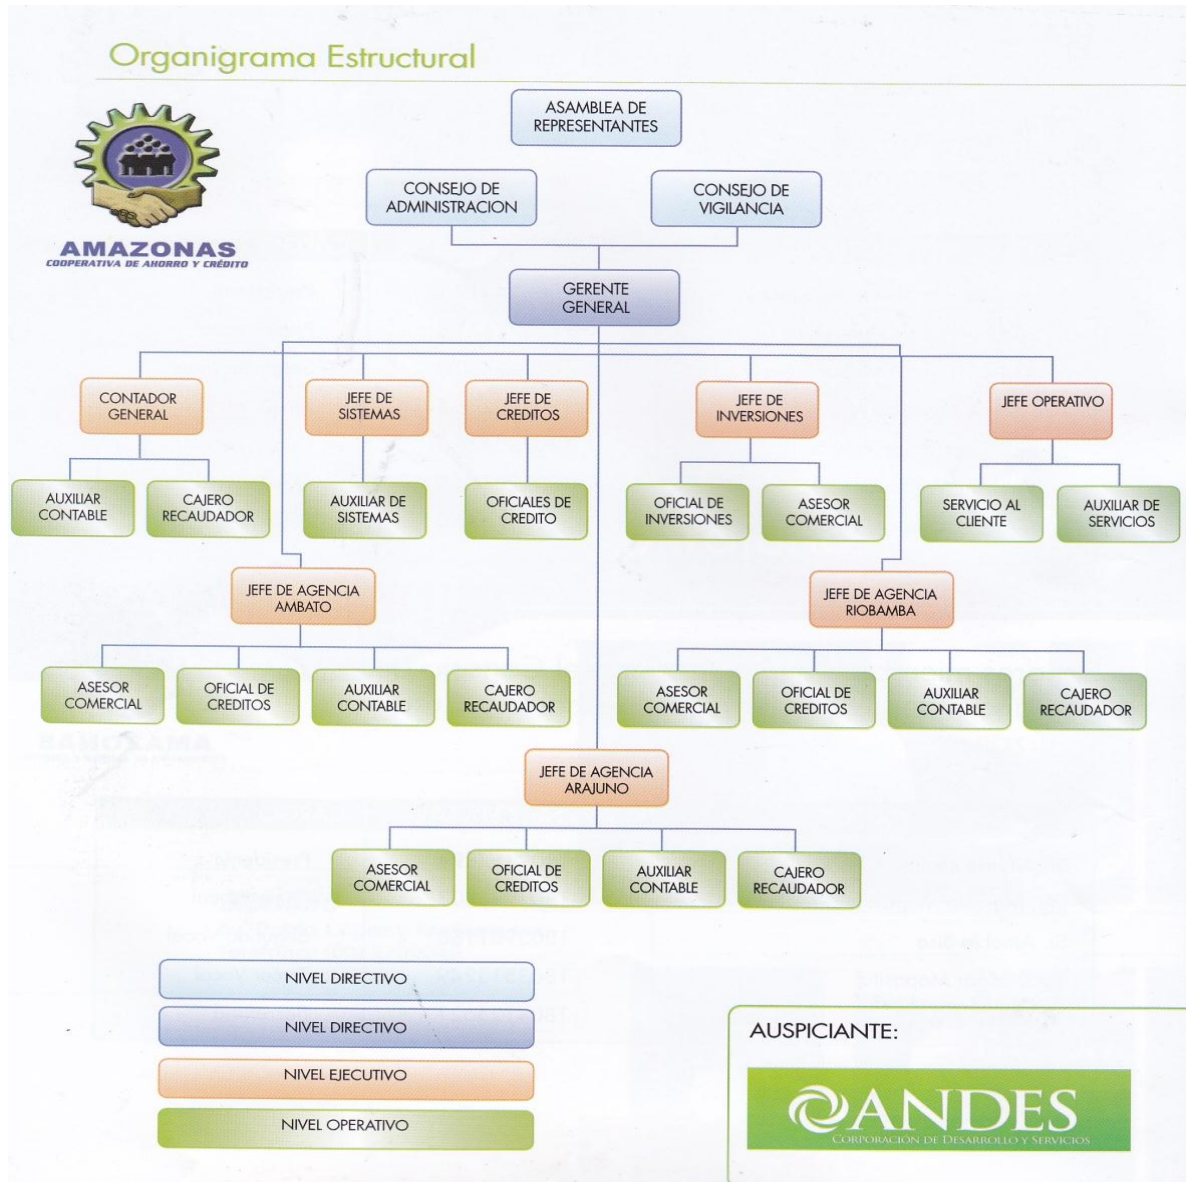 Organigrama Estructural
ASAMBLEA DE
REPRESENTANTES
CONSEJO DE
ADMINISTRACION
CONSEJO DE
VIGILANCIA
AMAZONAS
COOPERATIVA DE AHORRO Y CRÉDITO
GERENTE
GENERAL
CONTADOR
GENERAL
JEFE DE
SISTEMAS
JEFE DE
CREDITOS
JEFE DE
INVERSIONES
JEFE OPERATIVO
AUXILIAR
CONTABLE
CAJERO
RECAUDADOR
AUXILIAR DE
SISTEMAS
OFICIALES DE
CREDITO
OFICIAL DE
INVERSIONES
ASESOR
COMERCIAL
SERVICIO AL
CLIENTE
AUXILIAR DE
SERVICIOS
JEFE DE AGENCIA
AMBATO
JEFE DE AGENCIA
RIOBAMBA
ASESOR
COMERCIAL
OFICIAL DE
CREDITOS
AUXILIAR
CONTABLE
CAJERO
RECAUDADOR
ASESOR
COMERCIAL
OFICIAL DE
CREDITOS
AUXILIAR
CONTABLE
CAJERO
RECAUDADOR
JEFE DE AGENCIA
ARAJUNO
ASESOR
COMERCIAL
OFICIAL DE
CREDITOS
AUXILIAR
CONTABLE
CAJERO
RECAUDADOR
NIVEL DIRECTIVO
NIVEL DIRECTIVO
NIVEL EJECUTIVO
NIVEL OPERATIVO
AUSPICIANTE:
ANDES
CORPORACIÓN DE DESARROLLO Y SERVICIOS